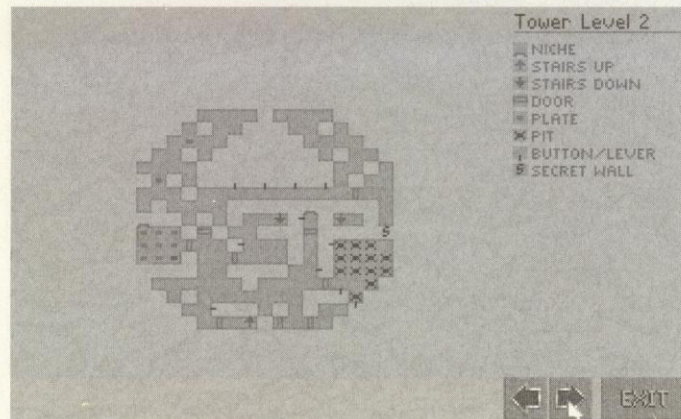 Tower Level 2
NICHE
STAIRS UP
STAIRS DOWN
DOOR
PLATE
PIT
BUTTON/LEVER
S SECRET WALL
S
EXIT